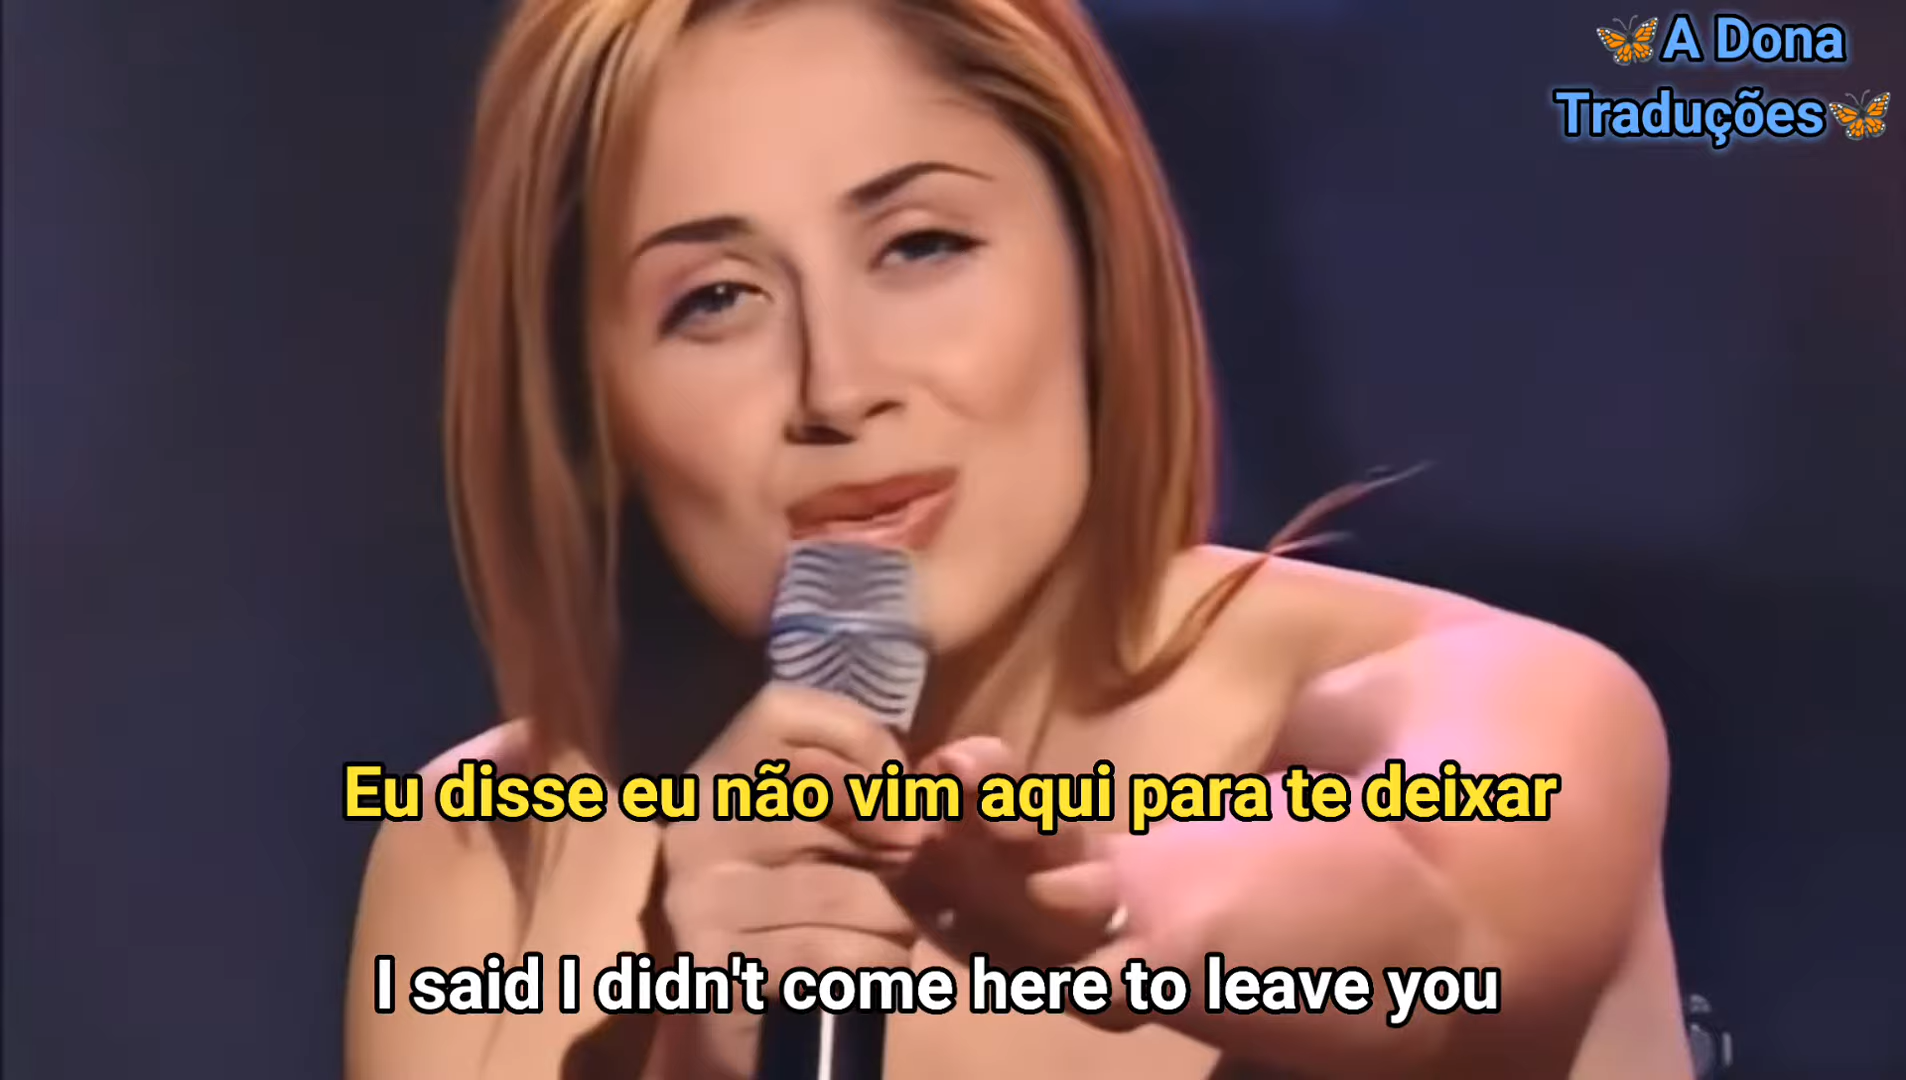 🦋A Dona
Traduções🦋
Eu disse eu não vim aqui para te deixar
I said I didn't come here to leave you